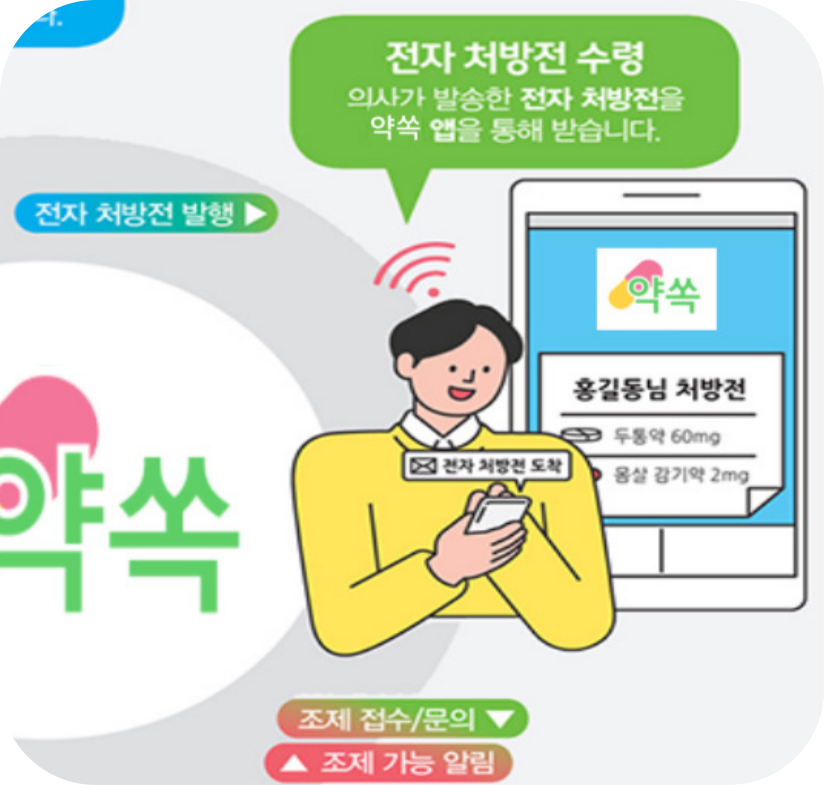 다.
전자 처방전 수령
의사가 발송한 전자 처방전을
약쏙 앱을 통해 받습니다.
전자 처방전 발행 ▶
약쏙
홍길동님 처방전
두통약 60mg
몸살 감기약 2mg
전자 처방전 도착
약쏙
조제 접수/문의 ▼
▲ 조제 가능 알림